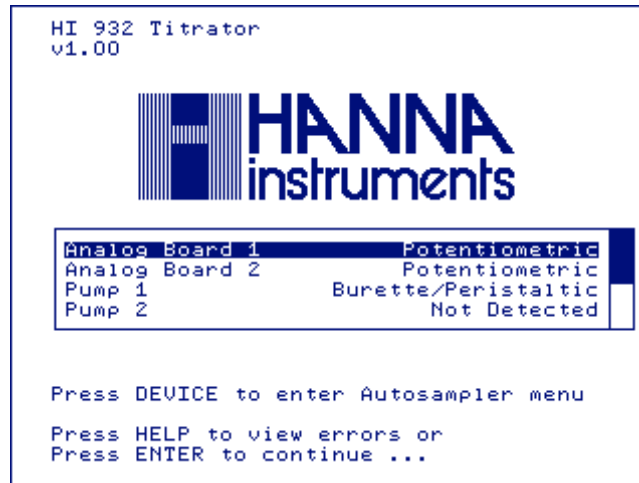 HI 932 Titrator
v1.00
HANNA
instruments
Analog Board 1 Potentiometric
Analog Board 2 Potentiometric
Pump 1 Burette/Peristaltic
Pump 2 Not Detected
Press DEVICE to enter Autosampler menu
Press HELP to view errors or
Press ENTER to continue ...